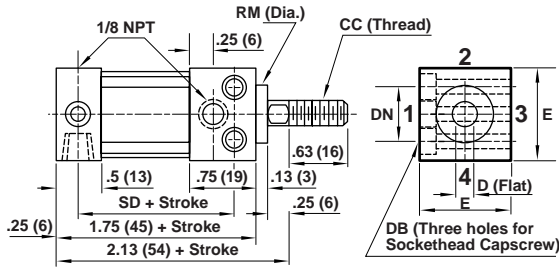 RM (Dia.)
1/8 NPT
.25 (6)
CC (Thread)
2
DN
1
3
E
.63 (16)
4
D (Flat)
.5 (13)
.75 (19)
.13 (3)
SD + Stroke
.25 (6)
E
.25 (6)
1.75 (45) + Stroke
2.13 (54) + Stroke
DB (Three holes for
Sockethead Capscrew)